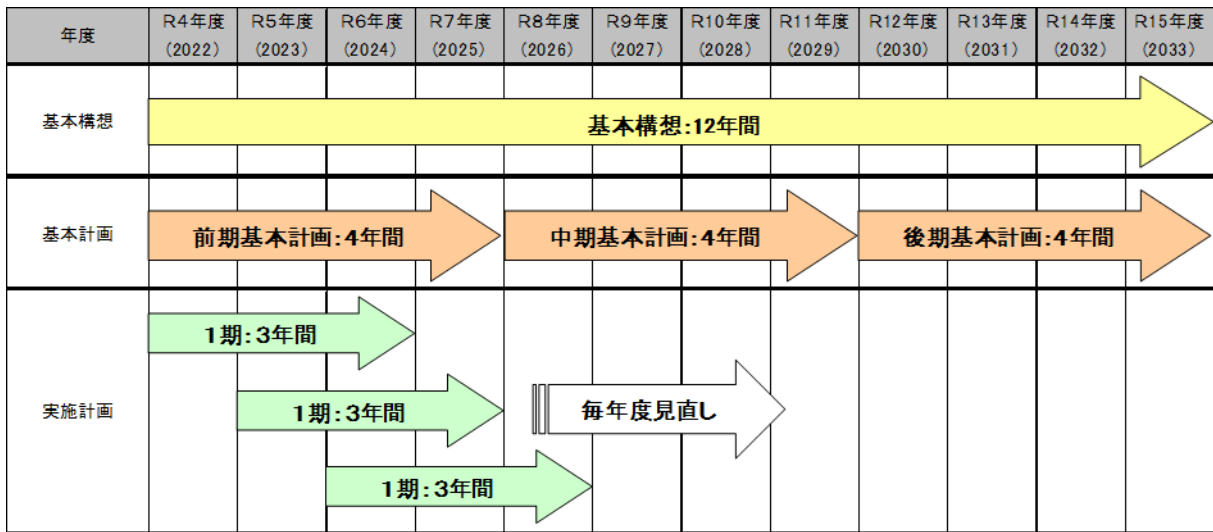 年度
R4年度 R5年度 R6年度 R7年度 R8年度 R9年度 R10年度 R11年度 R12年度 R13年度 R14年度 R15年度
(2022) (2023) (2024) (2025) (2026) (2027) (2028) (2029) (2030) (2031) (2032) (2033)
基本構想
基本構想:12年間
基本計画
前期基本計画:4年間 中期基本計画:4年間 後期基本計画:4年間
実施計画
1期:3年間
1期:3年間 毎年度見直し
1期:3年間